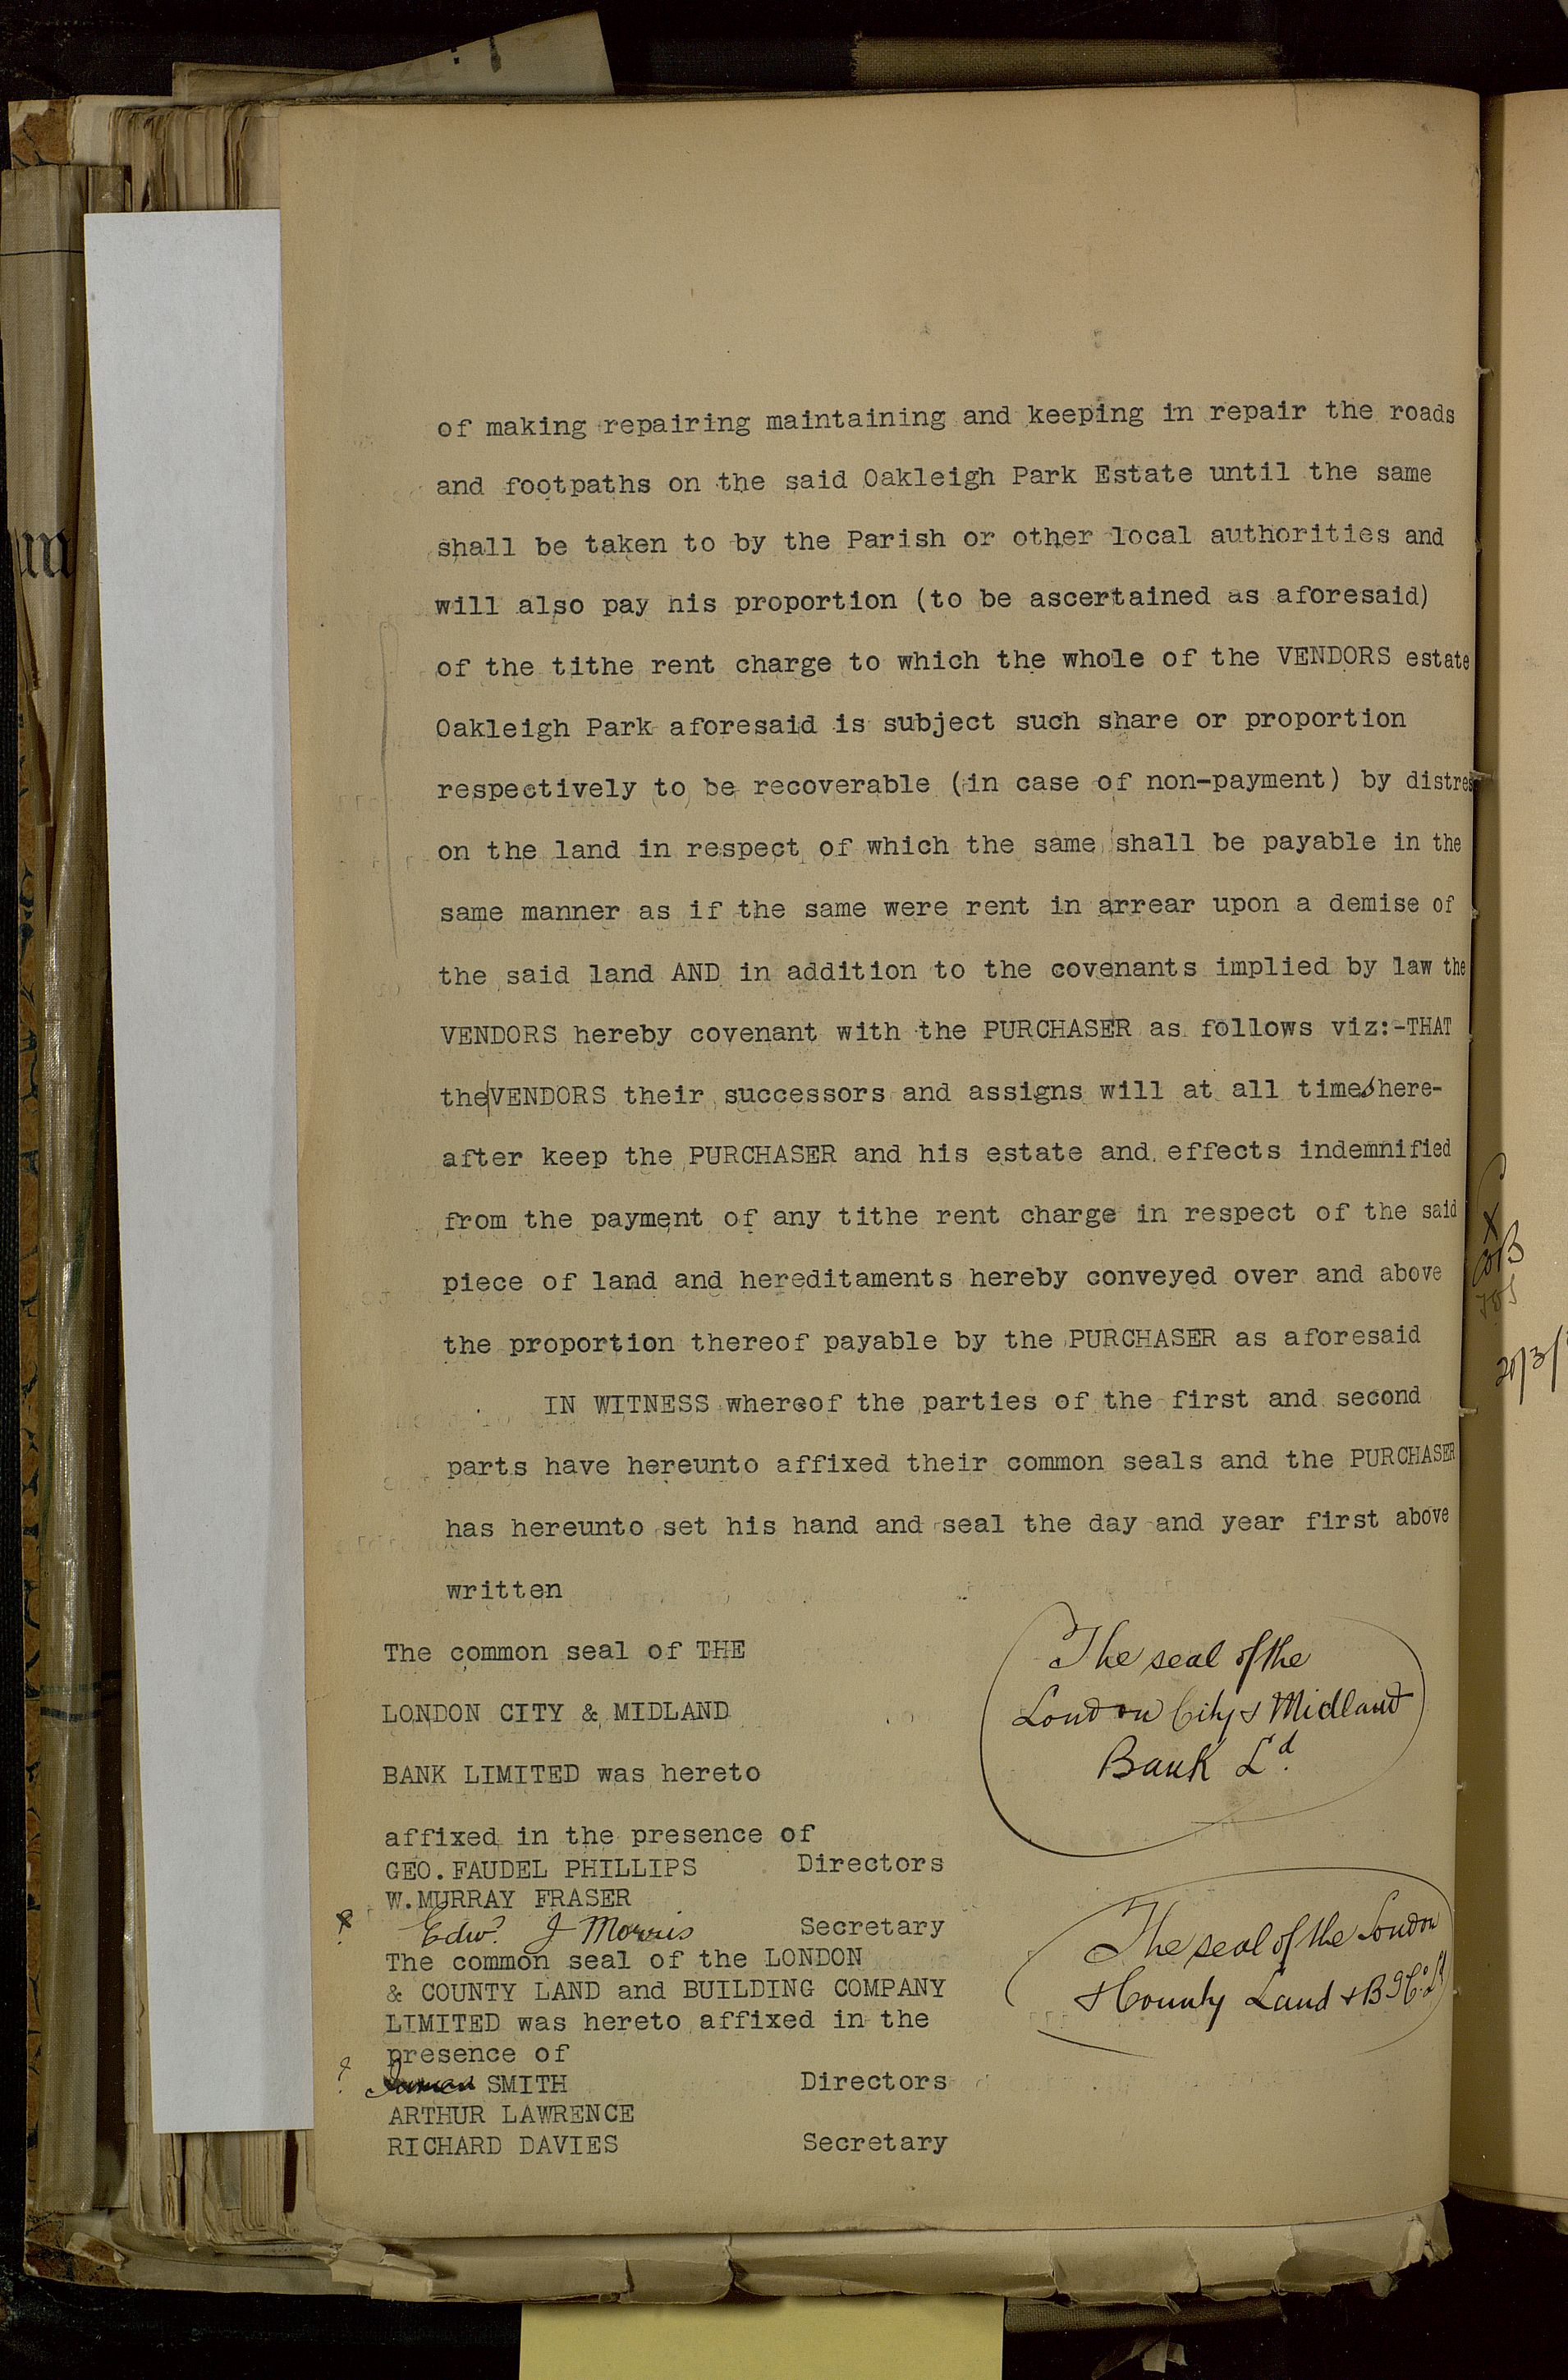 of making repairing maintaining and keeping in repair the roads
and footpaths on the said Oakleigh Park Estate until the same
shall be taken to by the Parish or other local authorities and
will also pay his proportion (to be ascertained as aforesaid)
of the tithe rent charge to which the whole of the VENDORS estate
Oakleigh Park aforesaid is subject such share or proportion
respectively to be recoverable (in case of non-payment) by distres
on the land in respect of which the same shall be payable in the
same manner as if the same were rent in arrear upon a demise of
the said land AND in addition to the covenants implied by law the
VENDORS hereby covenant with the PURCHASER as follows viz:-THAT
the VENDORS their successors and assigns will at all times here-
after keep the PURCHASER and his estate and effects indemnified
from the payment of any tithe rent charge in respect of the said
piece of land and hereditaments hereby conveyed over and above
the proportion thereof payable by the PURCHASER as aforesaid
IN WITNESS whereof the parties of the first and second
parts have hereunto affixed their common seals and the PURCHASER
has hereunto set his hand and seal the day and year first above
written
The common seal of THE
LONDON CITY & MIDLAND
BANK LIMITED was hereto
affixed in the presence of
The seal of the
London City & Midland
Bank Ld.
GEO. FAUDEL PHILLIPS Directors
W. MURRAY FRASER
Edwd. J Morris Secretary
The common seal of the LONDON
& COUNTY LAND and BUILDING COMPANY
LIMITED was hereto affixed in the
presence of
The seal of the London
& County Land & B
James SMITH Directors
ARTHUR LAWRENCE
RICHARD DAVIES Secretary